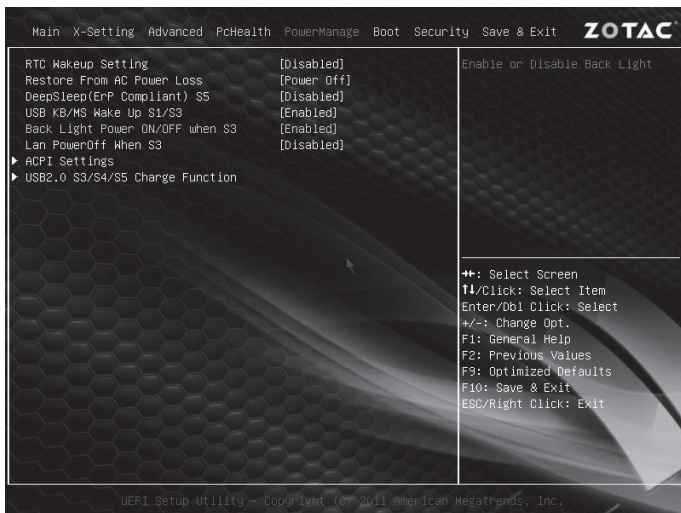 Main X-Setting Advanced PcHealth PowerManage Boot Security Save & Exit ZOTAC
RTC Wakeup Setting [Disabled]
Restore From AC Power Loss [Power Off]
DeepSleep(ErP Compliant) S5 [Disabled]
USB KB/MS Wake Up S1/S3 [Enabled]
Back Light Power ON/OFF when S3 [Enabled]
Lan PowerOff When S3 [Disabled]
▶ ACPI Settings
▶ USB2.0 S3/S4/S5 Charge Function
Enable or Disable Back Light
→←: Select Screen
↑↓/Click: Select Item
Enter/Dbl Click: Select
+/-: Change Opt.
F1: General Help
F2: Previous Values
F9: Optimized Defaults
F10: Save & Exit
ESC/Right Click: Exit
UEFI Setup Utility - Copyright (C) 2011 American Megatrends, Inc.